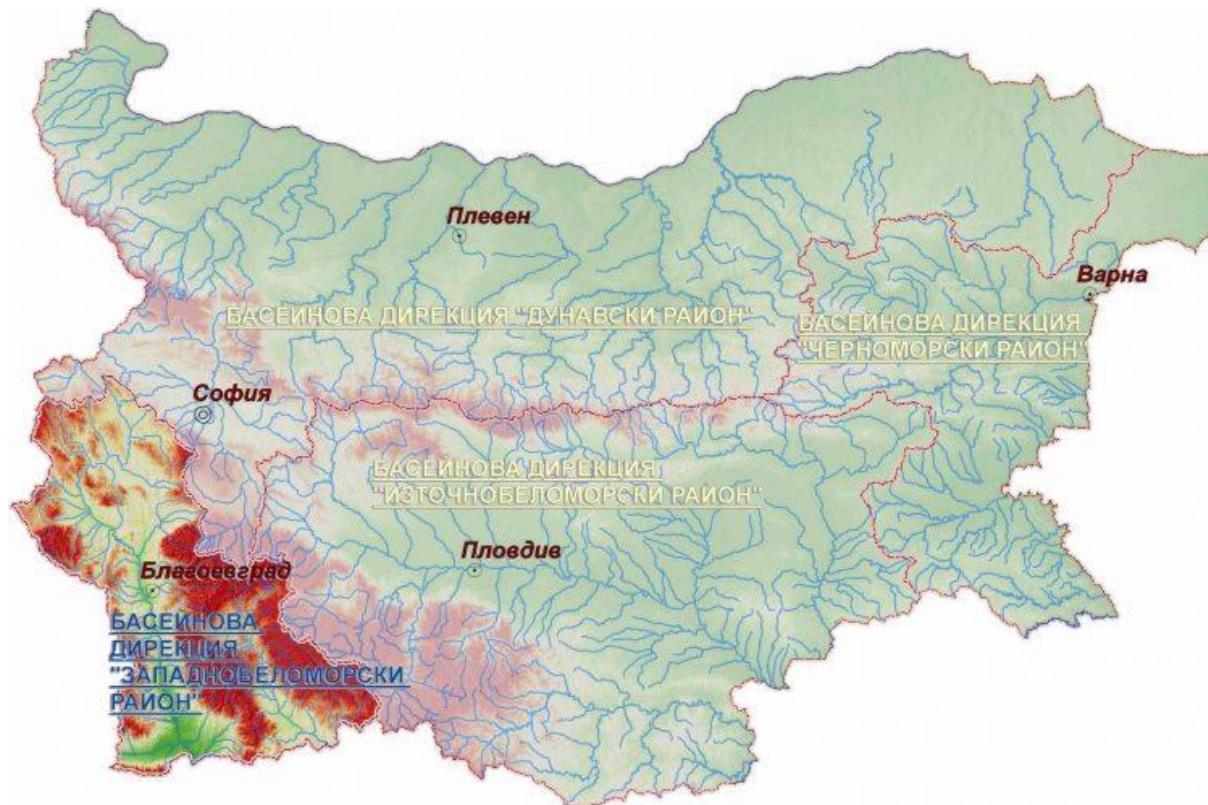 Плевен
Варна
БАСЕЙНОВА ДИРЕКЦИЯ "ДУНАВСКИ РАЙОН"
БАСЕЙНОВА ДИРЕКЦИЯ
"ЧЕРНОМОРСКИ РАЙОН"
София
БАСЕЙНОВА ДИРЕКЦИЯ
"ИЗТОЧНОБЕЛОМОРСКИ РАЙОН"
Пловдив
Благоевград
БАСЕЙНОВА
ДИРЕКЦИЯ
"ЗАПАДНОБЕЛОМОРСКИ
РАЙОН"